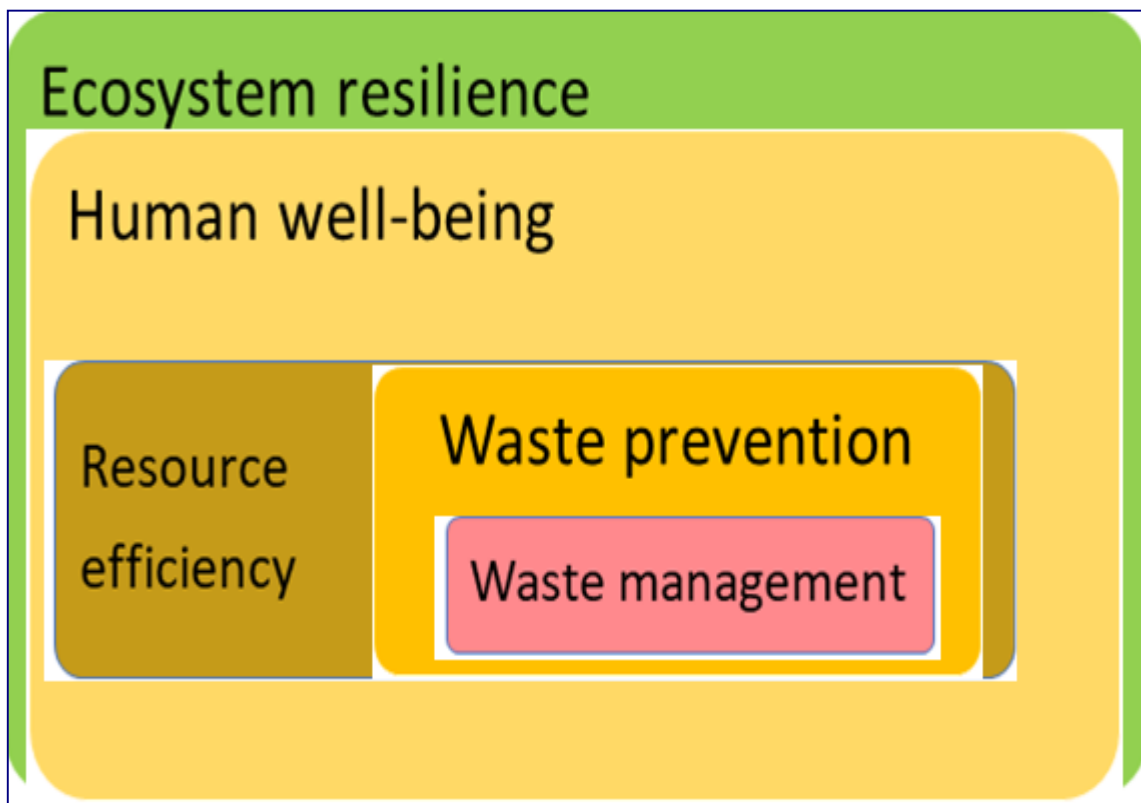 Ecosystem resilience
Human well-being
Resource
efficiency
Waste prevention
Waste management